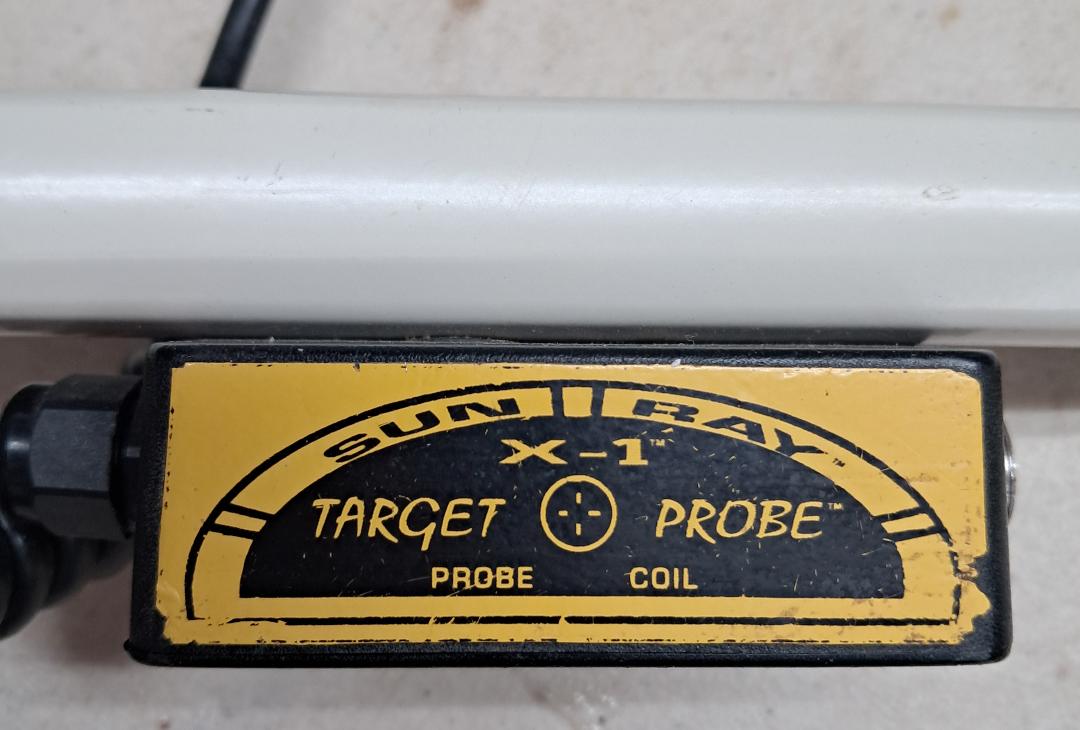 SUN RAY™
X-1™
TARGET PROBE™
PROBE COIL